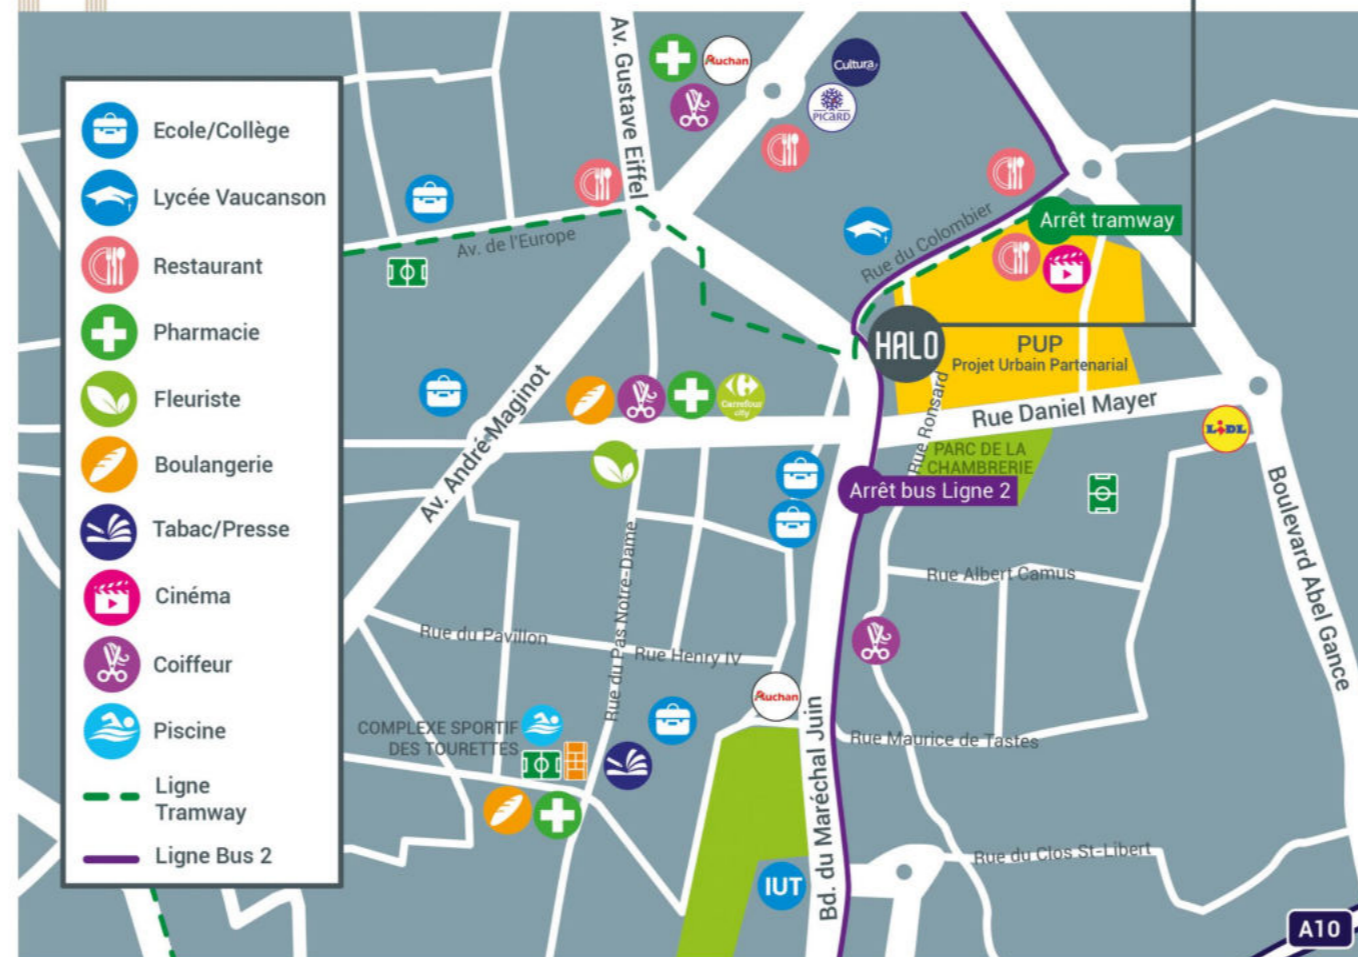 Ecole/Collège
Lycée Vaucanson
Restaurant
Pharmacie
Fleuriste
Boulangerie
Tabac/Presse
Cinéma
Coiffeur
Piscine
Ligne
Tramway
Ligne Bus 2
Av. Gustave Eiffel
Auchan
Cultura
PICARD
Av. de l'Europe
Rue du Colombier
Arrêt tramway
HALO
PUP
Projet Urbain Partenarial
Av. André Maginot
Carrefour
city
Rue Ronsard
Rue Daniel Mayer
LIDL
PARC DE LA
CHAMBRERIE
Arrêt bus Ligne 2
Boulevard Abel Gance
Rue du Pas Notre-Dame
Rue Albert Camus
Rue du Pavillon
Rue Henry IV
Auchan
COMPLEXE SPORTIF
DES TOURETTES
Bd. du Maréchal Juin
Rue Maurice de Tastes
Rue du Clos St-Libert
IUT
A10